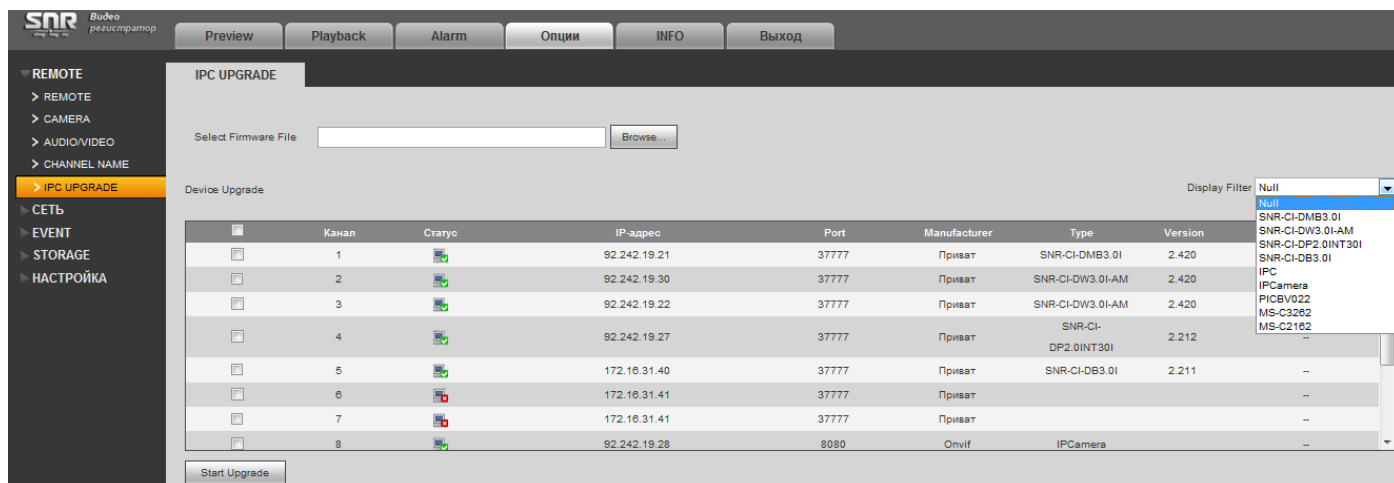 SNR Видео
регистратор
Preview Playback Alarm Опции INFO Выход
REMOTE
> REMOTE
> CAMERA
> AUDIO/VIDEO
> CHANNEL NAME
> IPC UPGRADE
СЕТЬ
EVENT
STORAGE
НАСТРОЙКА
IPC UPGRADE
Select Firmware File Browse...
Device Upgrade Display Filter Null
Null
SNR-CI-DMB3.0I
SNR-CI-DW3.0I-AM
SNR-CI-DP2.0INT30I
SNR-CI-DB3.0I
IPC
IPCamera
PICBV022
MS-C3262
MS-C2162
Канал Статус IP-адрес Port Manufacturer Type Version
1 92.242.19.21 37777 Приват SNR-CI-DMB3.0I 2.420
2 92.242.19.30 37777 Приват SNR-CI-DW3.0I-AM 2.420
3 92.242.19.22 37777 Приват SNR-CI-DW3.0I-AM 2.420
4 92.242.19.27 37777 Приват SNR-CI-
DP2.0INT30I 2.212 --
5 172.16.31.40 37777 Приват SNR-CI-DB3.0I 2.211 --
6 172.16.31.41 37777 Приват --
7 172.16.31.41 37777 Приват --
8 92.242.19.28 8080 Onvif IPCamera --
Start Upgrade